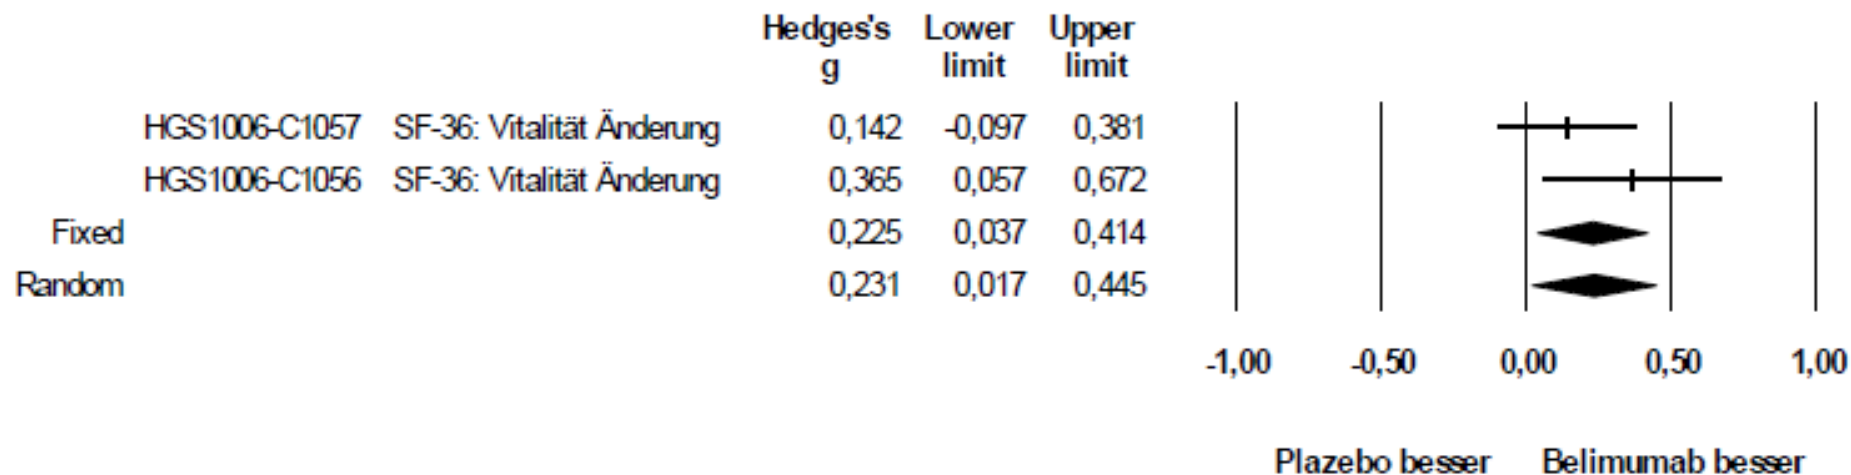 Hedges's Lower Upper
g limit limit
HGS1006-C1057 SF-36: Vitalität Änderung 0,142 -0,097 0,381
HGS1006-C1056 SF-36: Vitalität Änderung 0,365 0,057 0,672
Fixed 0,225 0,037 0,414
Random 0,231 0,017 0,445
-1,00 -0,50 0,00 0,50 1,00
Plazebo besser Belimumab besser